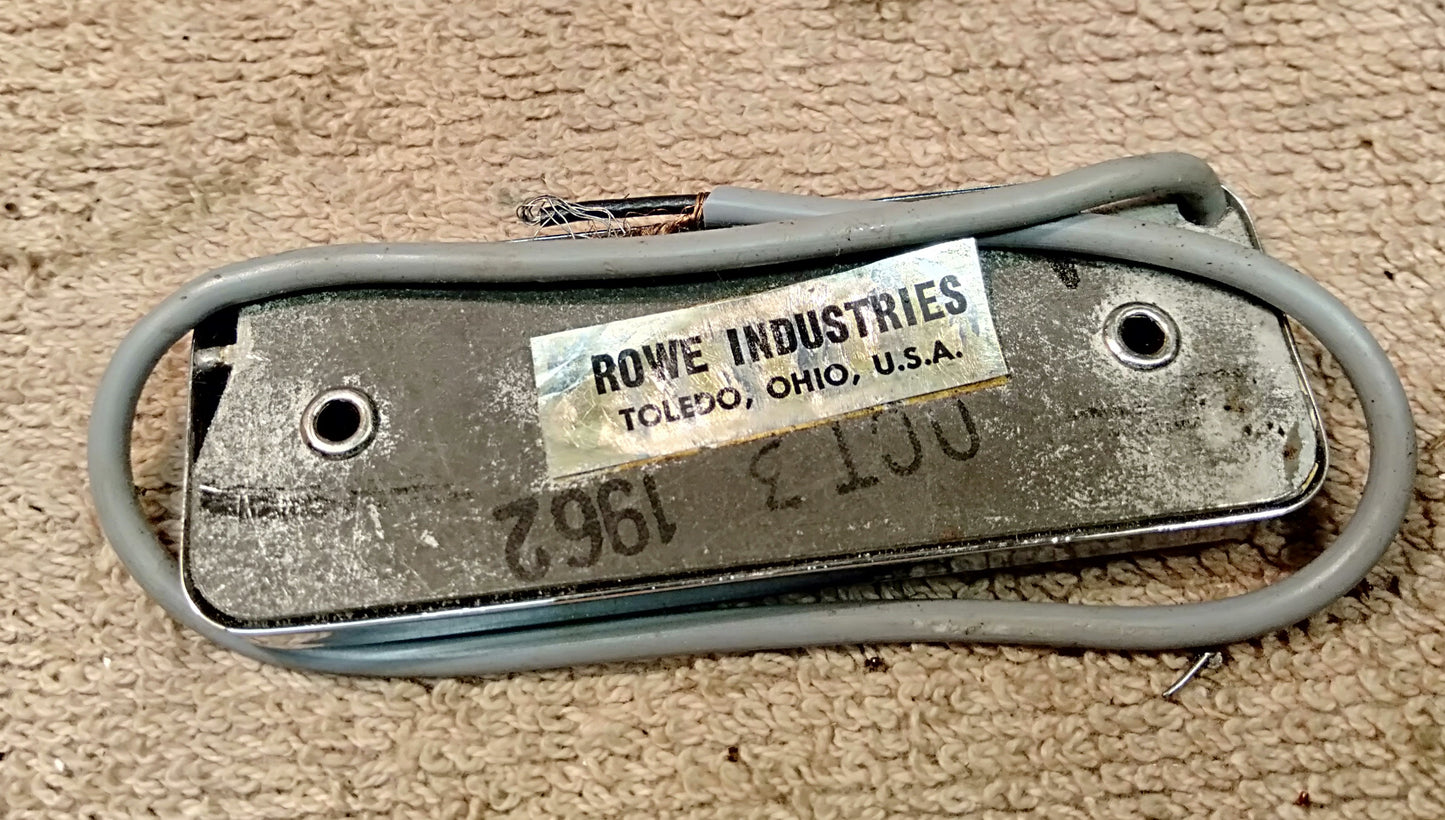 ROWE INDUSTRIES
TOLEDO, OHIO, U.S.A.
OCT 3 1962